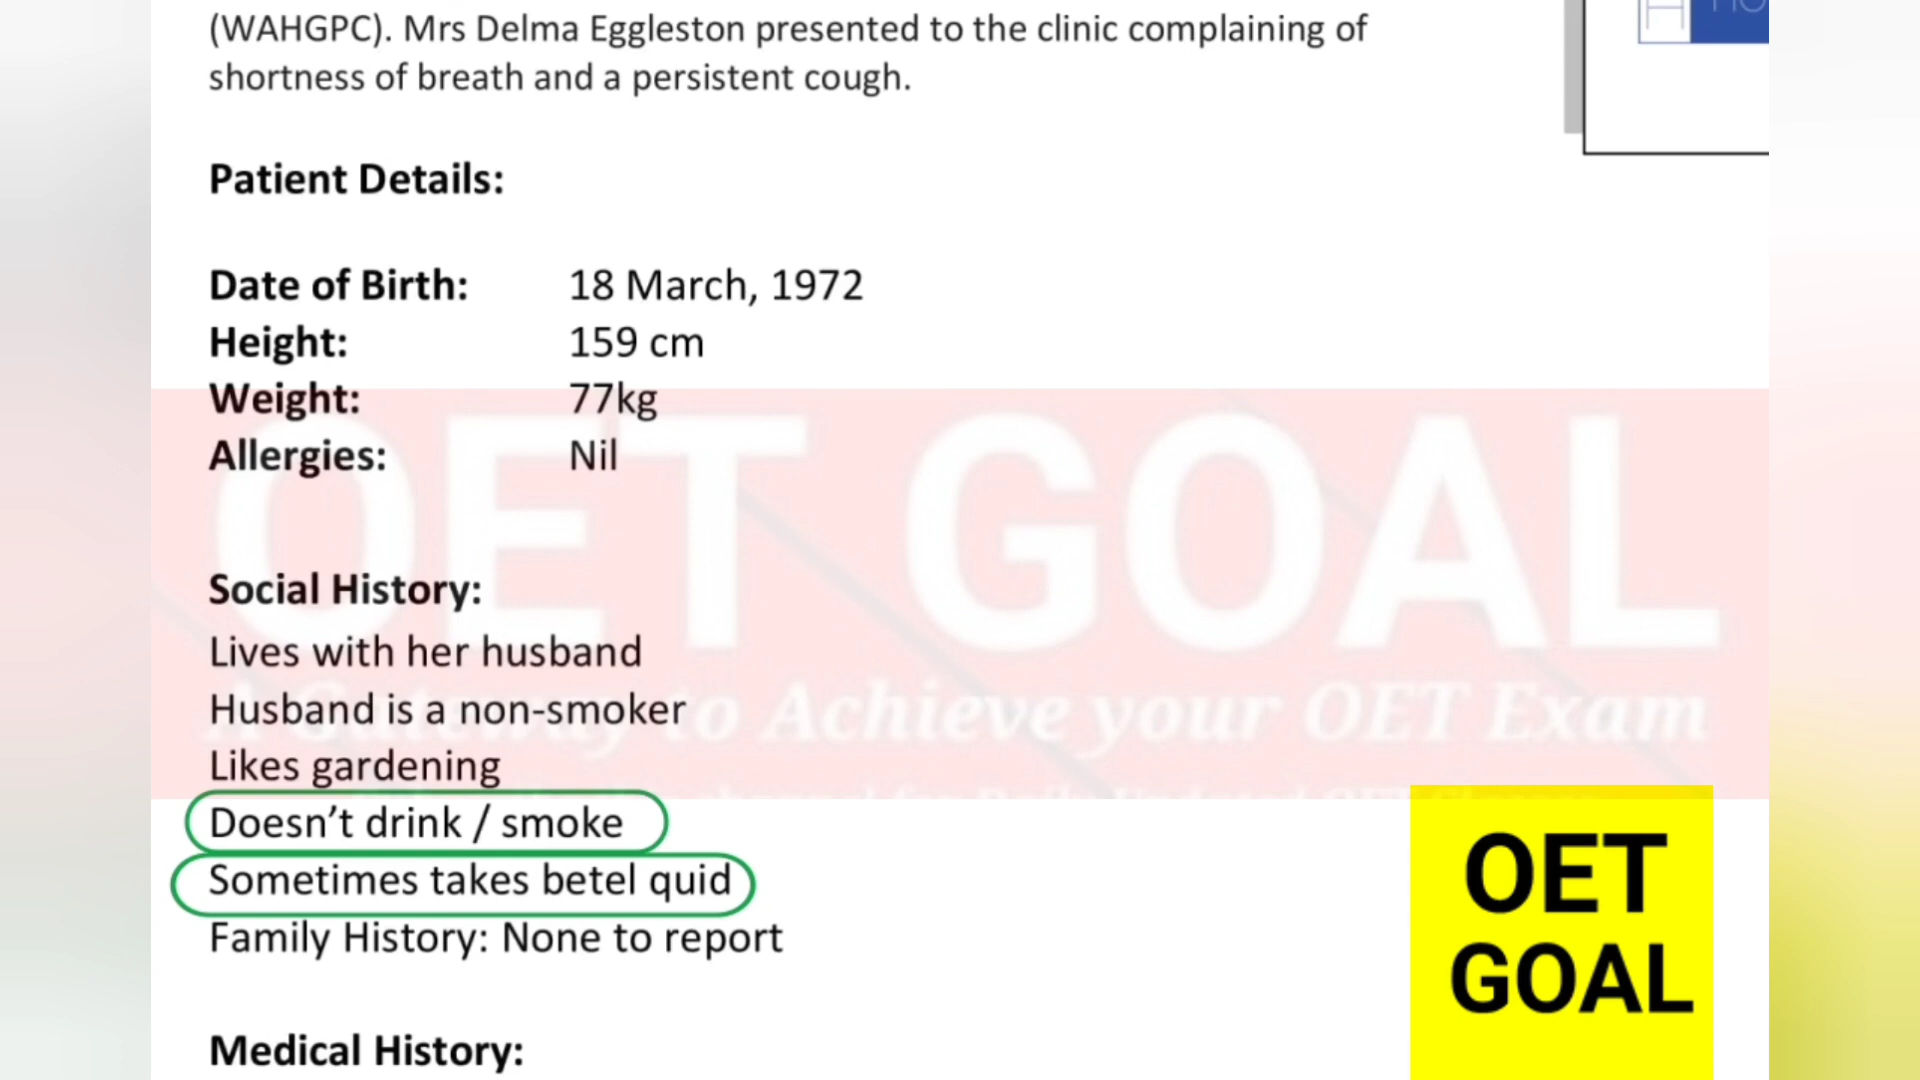 (WAHGPC). Mrs Delma Eggleston presented to the clinic complaining of
shortness of breath and a persistent cough.
Patient Details:
Date of Birth: 18 March, 1972
Height: 159 cm
Weight: 77kg
Allergies: Nil
OET GOAL
Social History:
Lives with her husband
Husband is a non-smoker
A Gateway to Achieve your OET Exam
Likes gardening
Doesn't drink / smoke
Sometimes takes betel quid
Family History: None to report
OET
GOAL
Medical History: